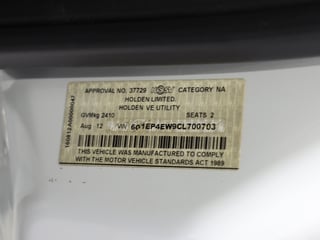 APPROVAL NO. 37729 CATEGORY NA
HOLDEN LIMITED.
HOLDEN VE UTILITY
GVMkg 2410 SEATS 2
Aug 12 VIN 6G1EP4EW9CL700703
THIS VEHICLE WAS MANUFACTURED TO COMPLY
WITH THE MOTOR VEHICLE STANDARDS ACT 1989